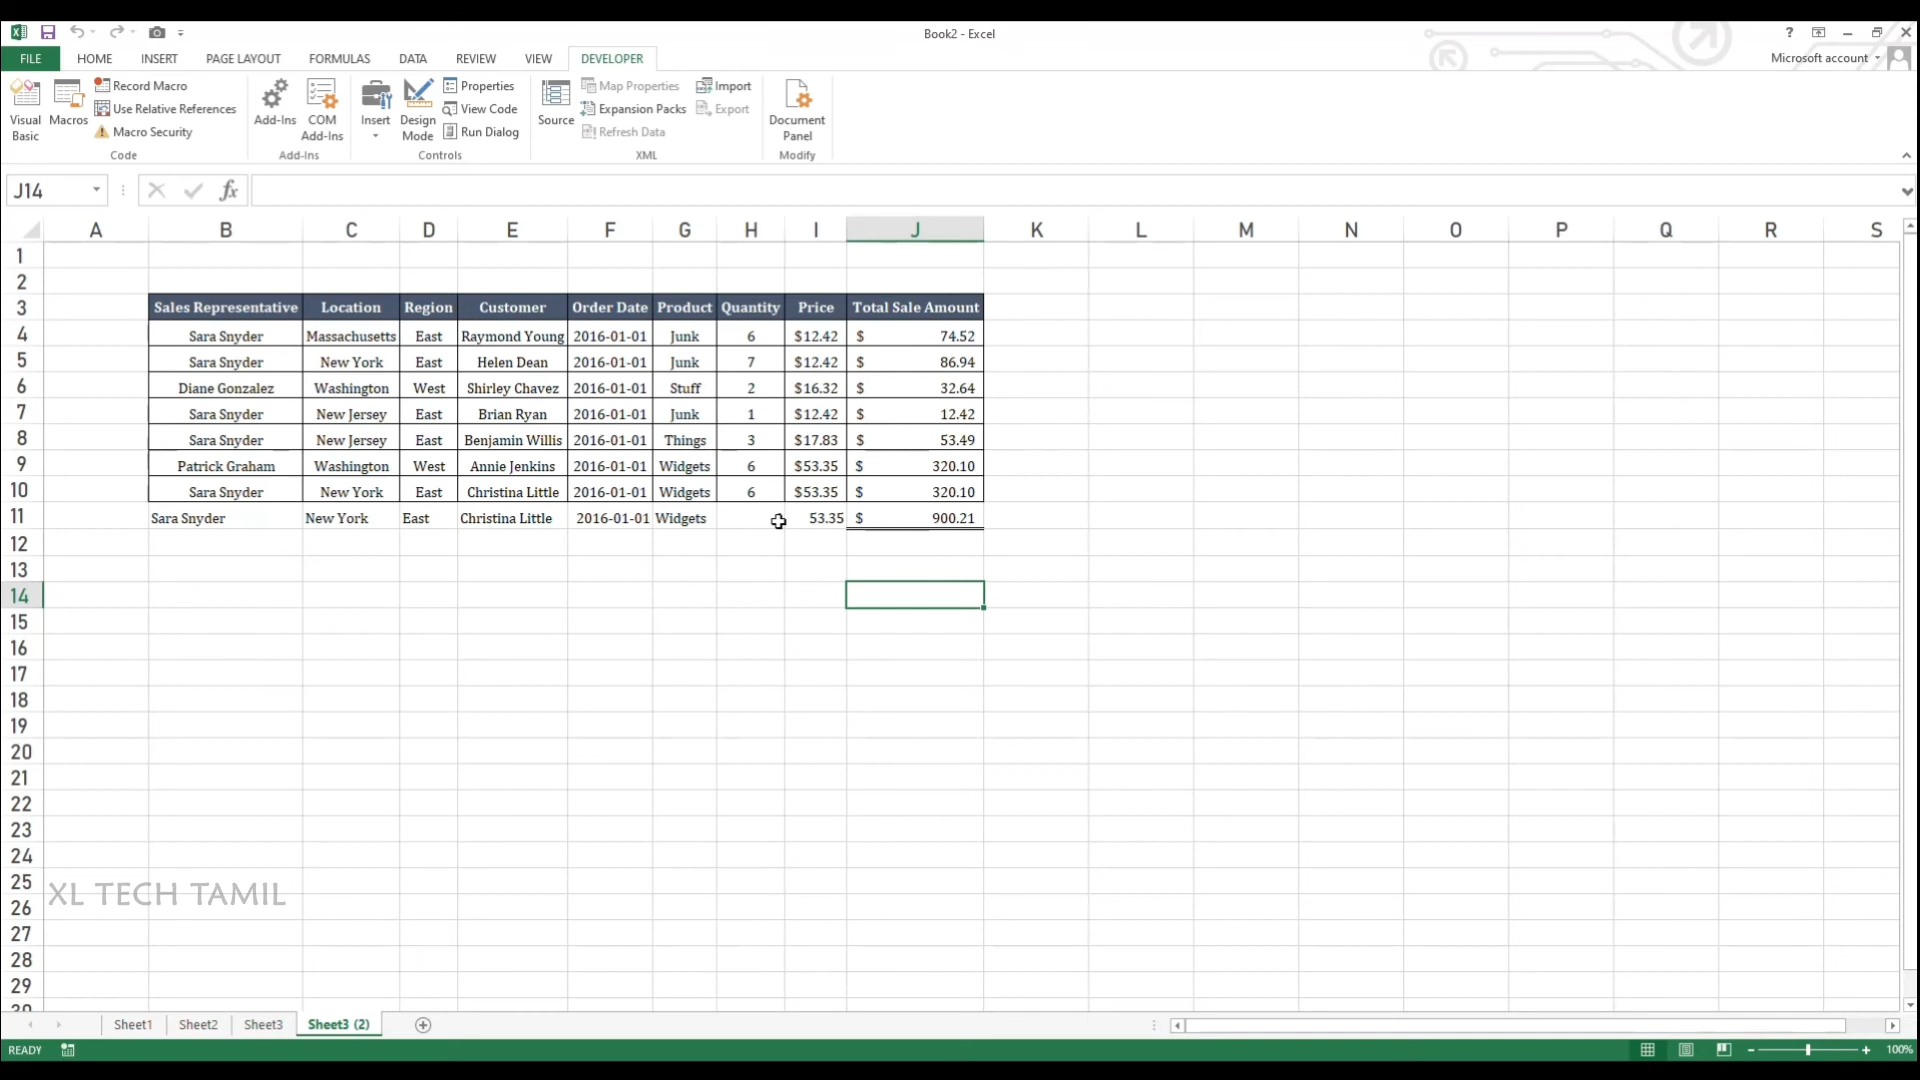 Book2 - Excel
FILE HOME INSERT PAGE LAYOUT FORMULAS DATA REVIEW VIEW DEVELOPER
Microsoft account
Visual Basic
Macros
Record Macro
Use Relative References
Macro Security
Code
Add-Ins
COM Add-Ins
Add-Ins
Insert
Design Mode
Properties
View Code
Run Dialog
Controls
Source
Map Properties
Expansion Packs
Refresh Data
Import
Export
XML
Document Panel
Modify
J14
fx
A B C D E F G H I J K L M N O P Q R S
1
2
3 Sales Representative Location Region Customer Order Date Product Quantity Price Total Sale Amount
4 Sara Snyder Massachusetts East Raymond Young 2016-01-01 Junk 6 $12.42 $ 74.52
5 Sara Snyder New York East Helen Dean 2016-01-01 Junk 7 $12.42 $ 86.94
6 Diane Gonzalez Washington West Shirley Chavez 2016-01-01 Stuff 2 $16.32 $ 32.64
7 Sara Snyder New Jersey East Brian Ryan 2016-01-01 Junk 1 $12.42 $ 12.42
8 Sara Snyder New Jersey East Benjamin Willis 2016-01-01 Things 3 $17.83 $ 53.49
9 Patrick Graham Washington West Annie Jenkins 2016-01-01 Widgets 6 $53.35 $ 320.10
10 Sara Snyder New York East Christina Little 2016-01-01 Widgets 6 $53.35 $ 320.10
11 Sara Snyder New York East Christina Little 2016-01-01 Widgets 53.35 $ 900.21
12
13
14
15
16
17
18
19
20
21
22
23
24
25
XL TECH TAMIL
26
27
28
29
30
Sheet1 Sheet2 Sheet3 Sheet3 (2)
READY
100%